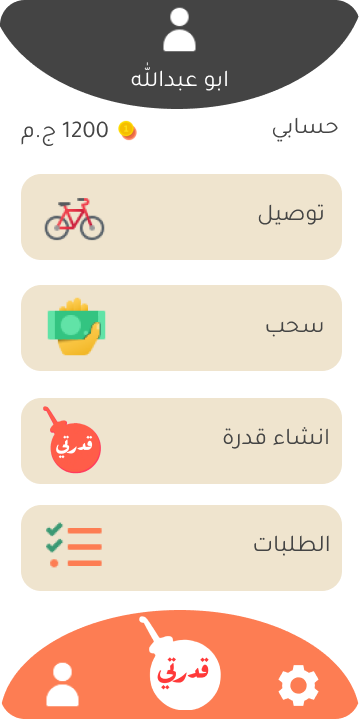 ابو عبدالله
حسابي
1200 ج.م
توصيل
سحب
انشاء قدرة
قدرتي
الطلبات
قدرتي